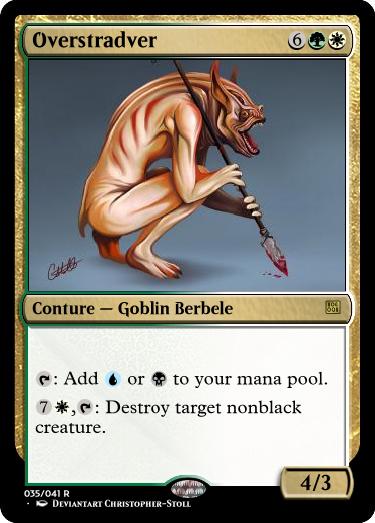 Overstradver 6
Conture — Goblin Berbele
: Add or to your mana pool.
7 , : Destroy target nonblack
creature.
4/3
035/041 R
· Deviantart Christopher-Stoll